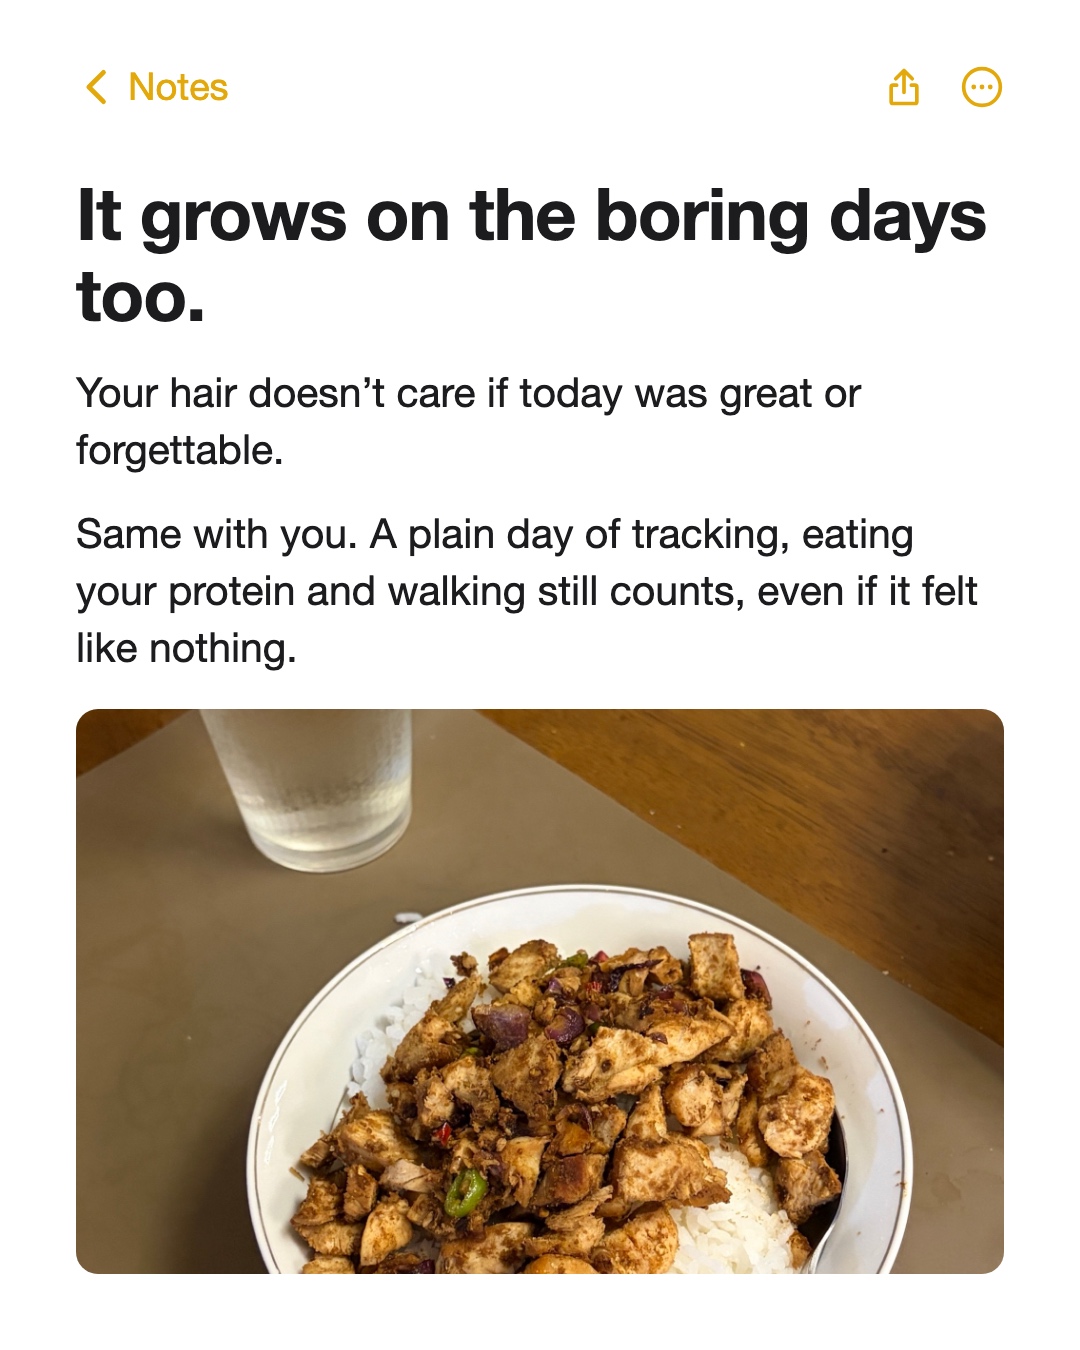 Notes
It grows on the boring days
too.
Your hair doesn’t care if today was great or
forgettable.
Same with you. A plain day of tracking, eating
your protein and walking still counts, even if it felt
like nothing.